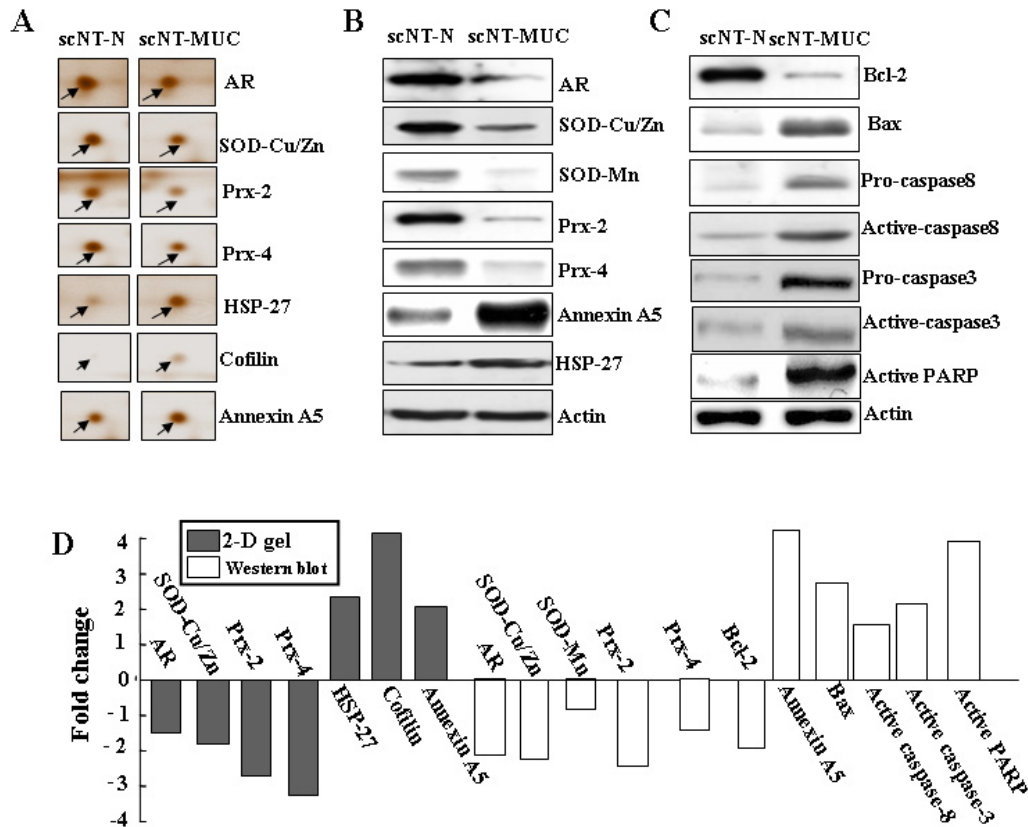 A
scNT-N scNT-MUC
AR
SOD-Cu/Zn
Prx-2
Prx-4
HSP-27
Cofilin
Annexin A5
B
scNT-N scNT-MUC
AR
SOD-Cu/Zn
SOD-Mn
Prx-2
Prx-4
Annexin A5
HSP-27
Actin
C
scNT-N scNT-MUC
Bcl-2
Bax
Pro-caspase8
Active-caspase8
Pro-caspase3
Active-caspase3
Active PARP
Actin
D
2-D gel
Western blot
Fold change
0
4
3
2
1
0
-1
-2
-3
-4
AR
SOD-Cu/Zn
Prx-2
Prx-4
HSP-27
Cofilin
Annexin A5
AR
SOD-Cu/Zn
SOD-Mn
Prx-2
Prx-4
Bcl-2
Annexin A5
Bax
Active caspase-8
Active caspase-3
Active PARP